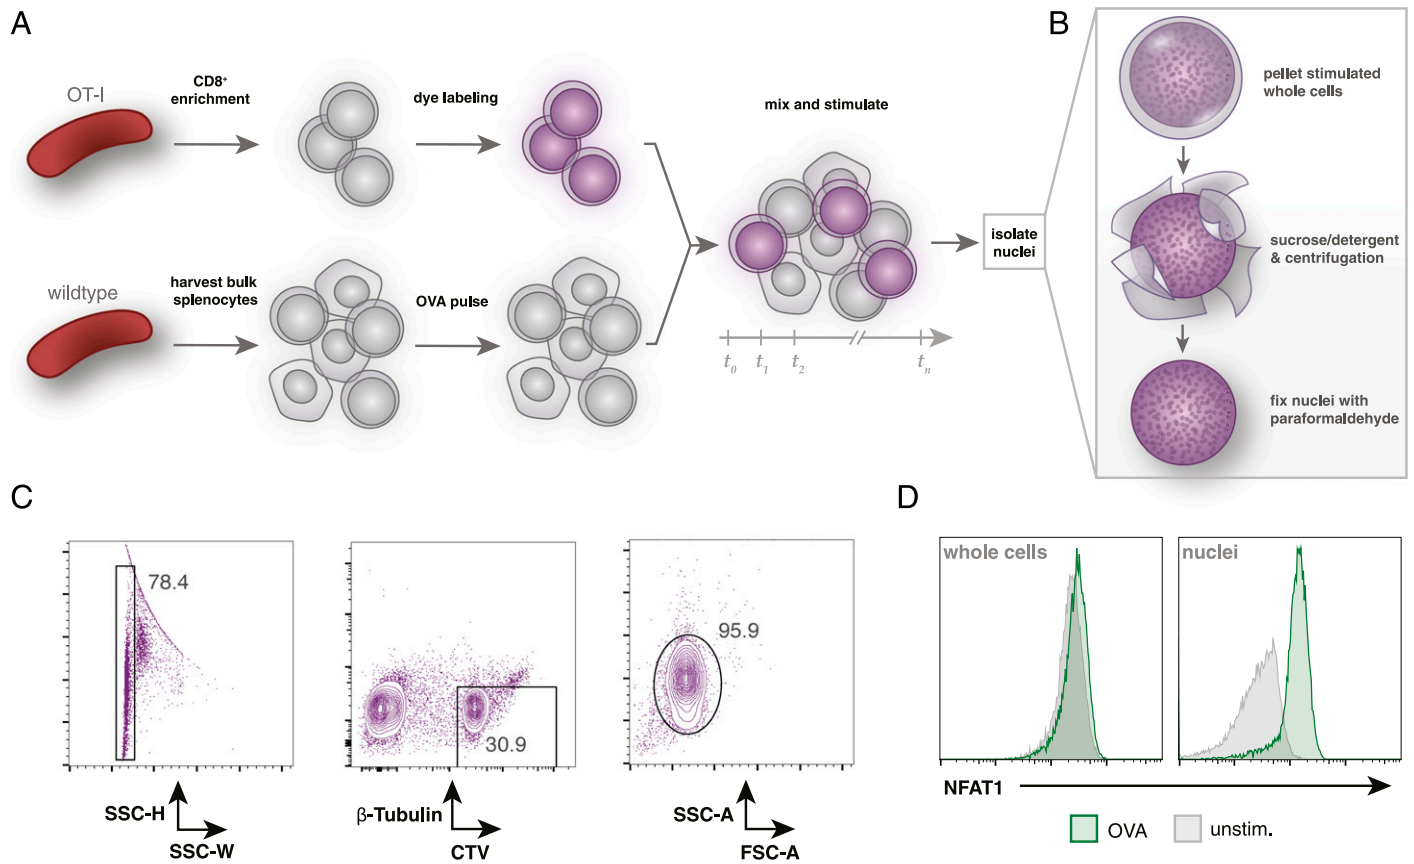 A
OT-I
CD8⁺
enrichment
dye labeling
mix and stimulate
wildtype
harvest bulk
splenocytes
OVA pulse
t₀ t₁ t₂ tₙ
isolate
nuclei
B
pellet stimulated
whole cells
sucrose/detergent
& centrifugation
fix nuclei with
paraformaldehyde
C
78.4
SSC-H
SSC-W
30.9
β-Tubulin
CTV
95.9
SSC-A
FSC-A
D
whole cells
nuclei
NFAT1
OVA
unstim.